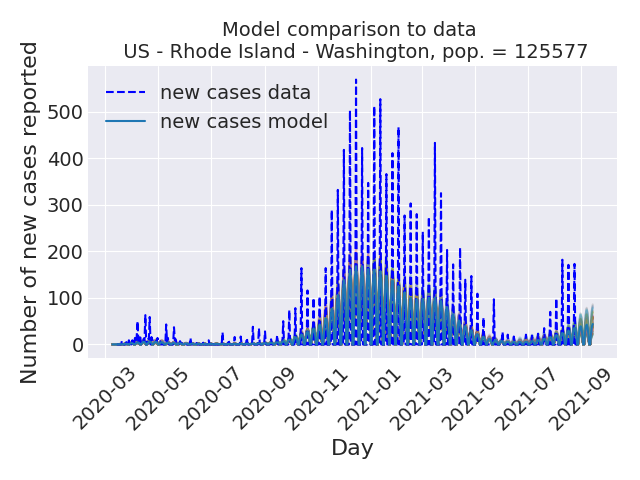 Model comparison to data
US - Rhode Island - Washington, pop. = 125577
Number of new cases reported
500
400
300
200
100
0
new cases data
new cases model
2020-03
2020-05
2020-07
2020-09
2020-11
2021-01
2021-03
2021-05
2021-07
2021-09
Day